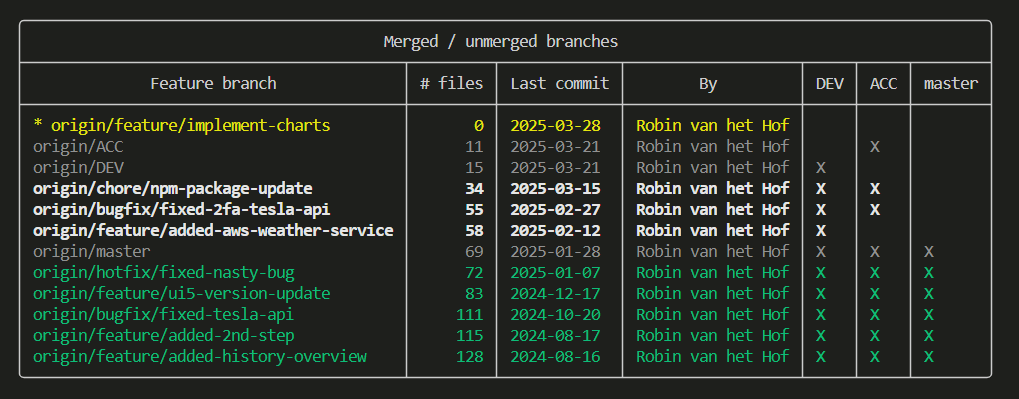 Merged / unmerged branches
Feature branch # files Last commit By DEV ACC master
* origin/feature/implement-charts 0 2025-03-28 Robin van het Hof
origin/ACC 11 2025-03-21 Robin van het Hof X
origin/DEV 15 2025-03-21 Robin van het Hof X
origin/chore/npm-package-update 34 2025-03-15 Robin van het Hof X X
origin/bugfix/fixed-2fa-tesla-api 55 2025-02-27 Robin van het Hof X X
origin/feature/added-aws-weather-service 58 2025-02-12 Robin van het Hof X
origin/master 69 2025-01-28 Robin van het Hof X X X
origin/hotfix/fixed-nasty-bug 72 2025-01-07 Robin van het Hof X X X
origin/feature/ui5-version-update 83 2024-12-17 Robin van het Hof X X X
origin/bugfix/fixed-tesla-api 111 2024-10-20 Robin van het Hof X X X
origin/feature/added-2nd-step 115 2024-08-17 Robin van het Hof X X X
origin/feature/added-history-overview 128 2024-08-16 Robin van het Hof X X X